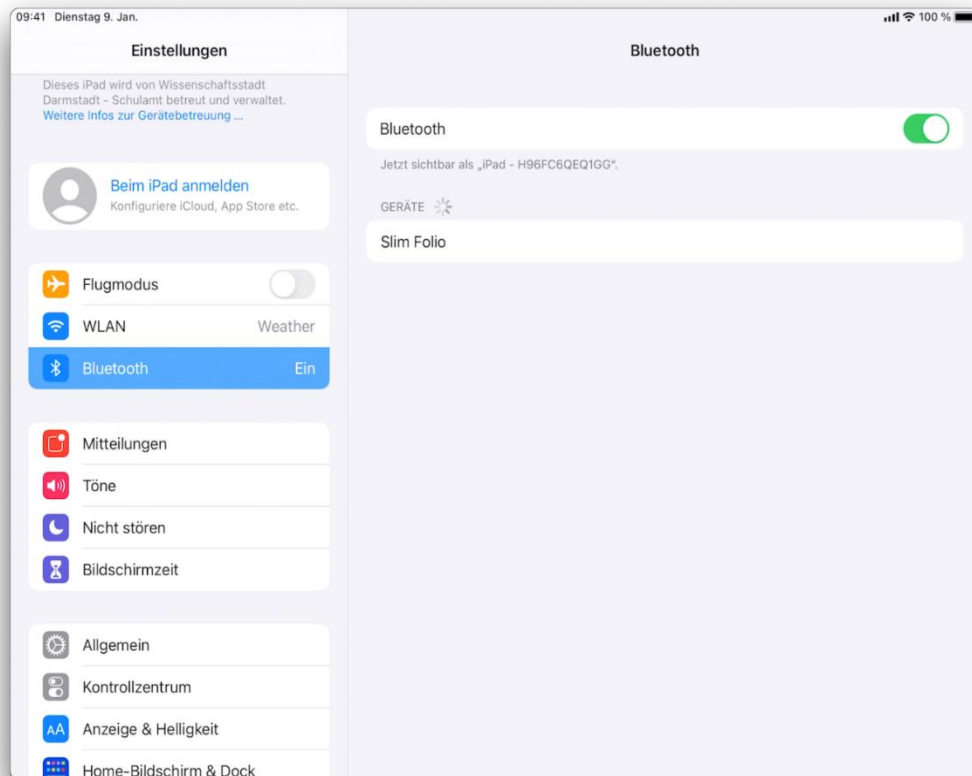 09:41 Dienstag 9. Jan.
100 %
Einstellungen
Dieses iPad wird von Wissenschaftsstadt
Darmstadt - Schulamt betreut und verwaltet.
Weitere Infos zur Gerätebetreuung ...
Beim iPad anmelden
Konfiguriere iCloud, App Store etc.
Flugmodus
WLAN Weather
Bluetooth Ein
Mitteilungen
Töne
Nicht stören
Bildschirmzeit
Allgemein
Kontrollzentrum
AA Anzeige & Helligkeit
Home-Bildschirm & Dock
Bluetooth
Bluetooth
Jetzt sichtbar als „iPad - H96FC6QEQ1GG“.
GERÄTE
Slim Folio